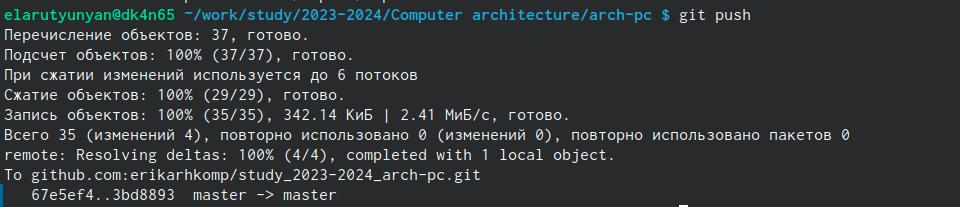 elarutyunyan@dk4n65 ~/work/study/2023-2024/Computer architecture/arch-pc $ git push
Перечисление объектов: 37, готово.
Подсчет объектов: 100% (37/37), готово.
При сжатии изменений используется до 6 потоков
Сжатие объектов: 100% (29/29), готово.
Запись объектов: 100% (35/35), 342.14 КиБ | 2.41 МиБ/с, готово.
Всего 35 (изменений 4), повторно использовано 0 (изменений 0), повторно использовано пакетов 0
remote: Resolving deltas: 100% (4/4), completed with 1 local object.
To github.com:erikarhkomp/study_2023-2024_arch-pc.git
   67e5ef4..3bd8893  master -> master